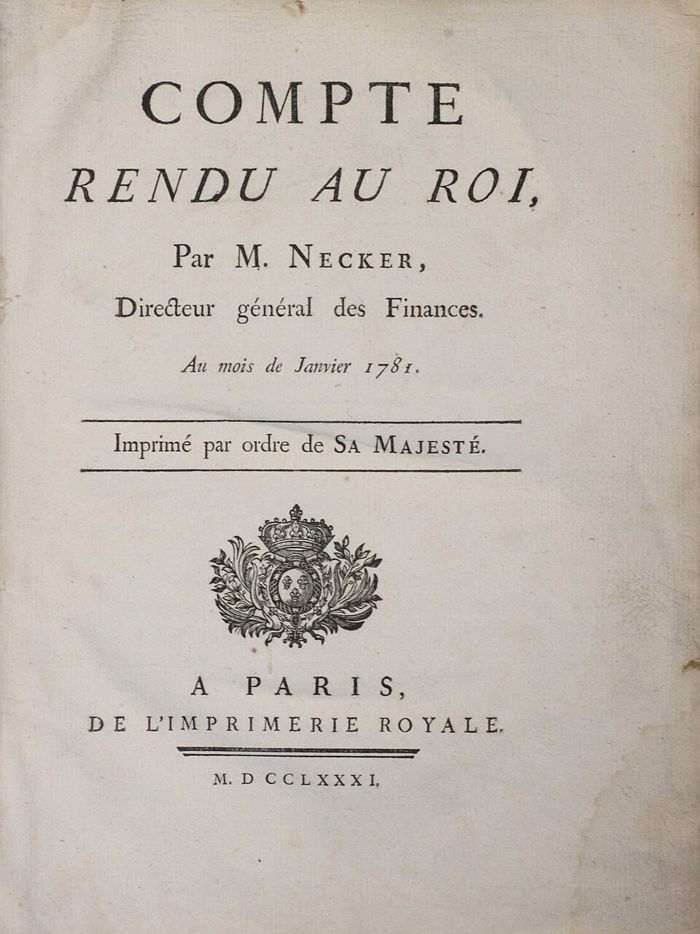 COMPTE
RENDU AU ROI,
Par M. NECKER,
Directeur général des Finances.
Au mois de Janvier 1781.
Imprimé par ordre de SA MAJESTÉ.
A PARIS,
DE L'IMPRIMERIE ROYALE.
M. D CCLXXXI.